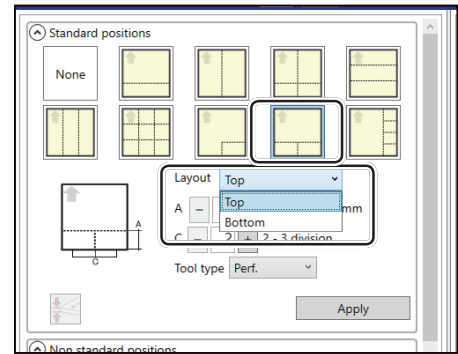 Standard positions
None
Layout Top
Top
A – mm
Bottom
C – 2 + 2 - 3 division
A
C
Tool type Perf.
Apply
Non standard positions